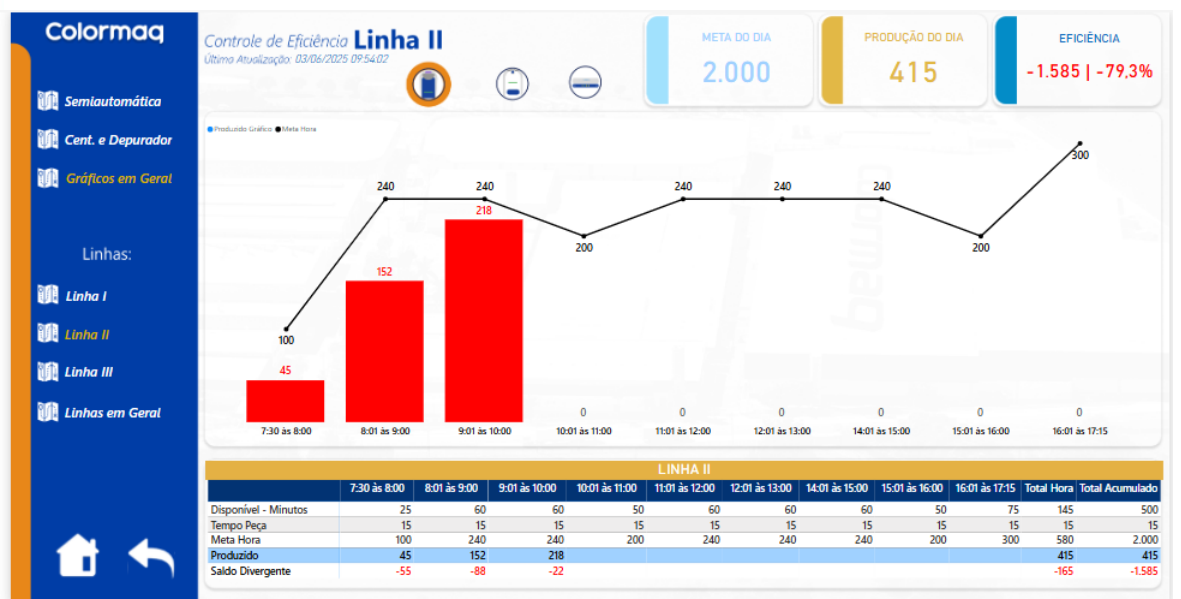 Colormaq
Semiautomática
Cent. e Depurador
Gráficos em Geral
Linhas:
Linha I
Linha II
Linha III
Linhas em Geral
Controle de Eficiência Linha II
Última Atualização: 03/06/2025 09:54:02
META DO DIA
2.000
PRODUÇÃO DO DIA
415
EFICIÊNCIA
-1.585 | -79,3%
Produzido Gráfico Meta Hora
300
240 240 240 240 240
218
200 200
152
100
45
0 0 0 0 0 0
7:30 às 8:00 8:01 às 9:00 9:01 às 10:00 10:01 às 11:00 11:01 às 12:00 12:01 às 13:00 14:01 às 15:00 15:01 às 16:00 16:01 às 17:15
LINHA II
7:30 às 8:00 8:01 às 9:00 9:01 às 10:00 10:01 às 11:00 11:01 às 12:00 12:01 às 13:00 14:01 às 15:00 15:01 às 16:00 16:01 às 17:15 Total Hora Total Acumulado
Disponível - Minutos 25 60 60 50 60 60 60 50 75 145 500
Tempo Peça 15 15 15 15 15 15 15 15 15 15 15
Meta Hora 100 240 240 200 240 240 240 200 300 580 2.000
Produzido 45 152 218 415 415
Saldo Divergente -55 -88 -22 -165 -1.585